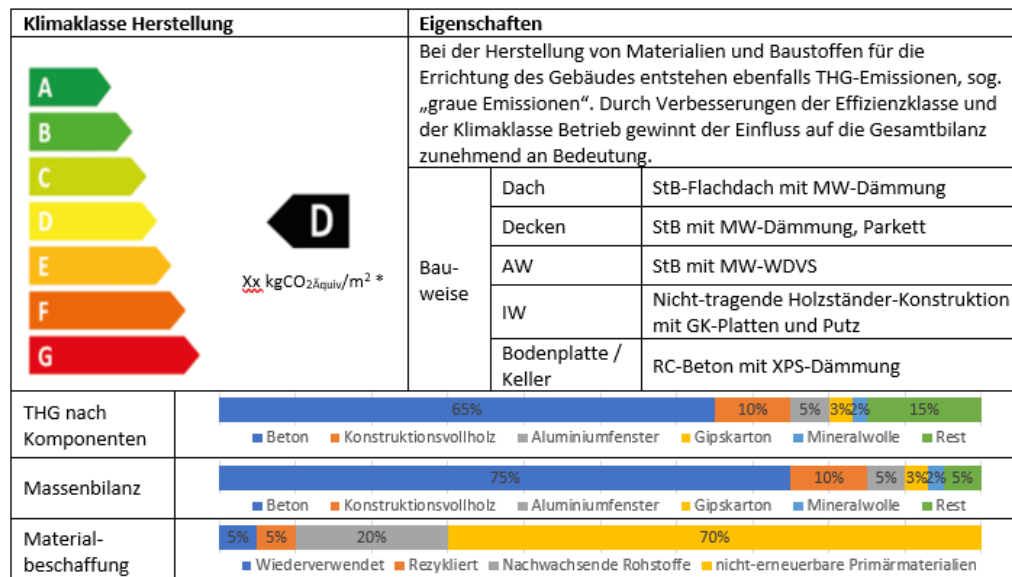 Klimaklasse Herstellung
Eigenschaften
A
B
C
D
E
F
G
D
Xx kgCO2Äquiv/m² *
Bei der Herstellung von Materialien und Baustoffen für die
Errichtung des Gebäudes entstehen ebenfalls THG-Emissionen, sog.
„graue Emissionen“. Durch Verbesserungen der Effizienzklasse und
der Klimaklasse Betrieb gewinnt der Einfluss auf die Gesamtbilanz
zunehmend an Bedeutung.
Bau-
weise
Dach
StB-Flachdach mit MW-Dämmung
Decken
StB mit MW-Dämmung, Parkett
AW
StB mit MW-WDVS
IW
Nicht-tragende Holzständer-Konstruktion
mit GK-Platten und Putz
Bodenplatte /
Keller
RC-Beton mit XPS-Dämmung
THG nach
Komponenten
65% 10% 5% 3% 2% 15%
Beton Konstruktionsvollholz Aluminiumfenster Gipskarton Mineralwolle Rest
Massenbilanz
75% 10% 5% 3% 2% 5%
Beton Konstruktionsvollholz Aluminiumfenster Gipskarton Mineralwolle Rest
Material-
beschaffung
5% 5% 20% 70%
Wiederverwendet Rezykliert Nachwachsende Rohstoffe nicht-erneuerbare Primärmaterialien